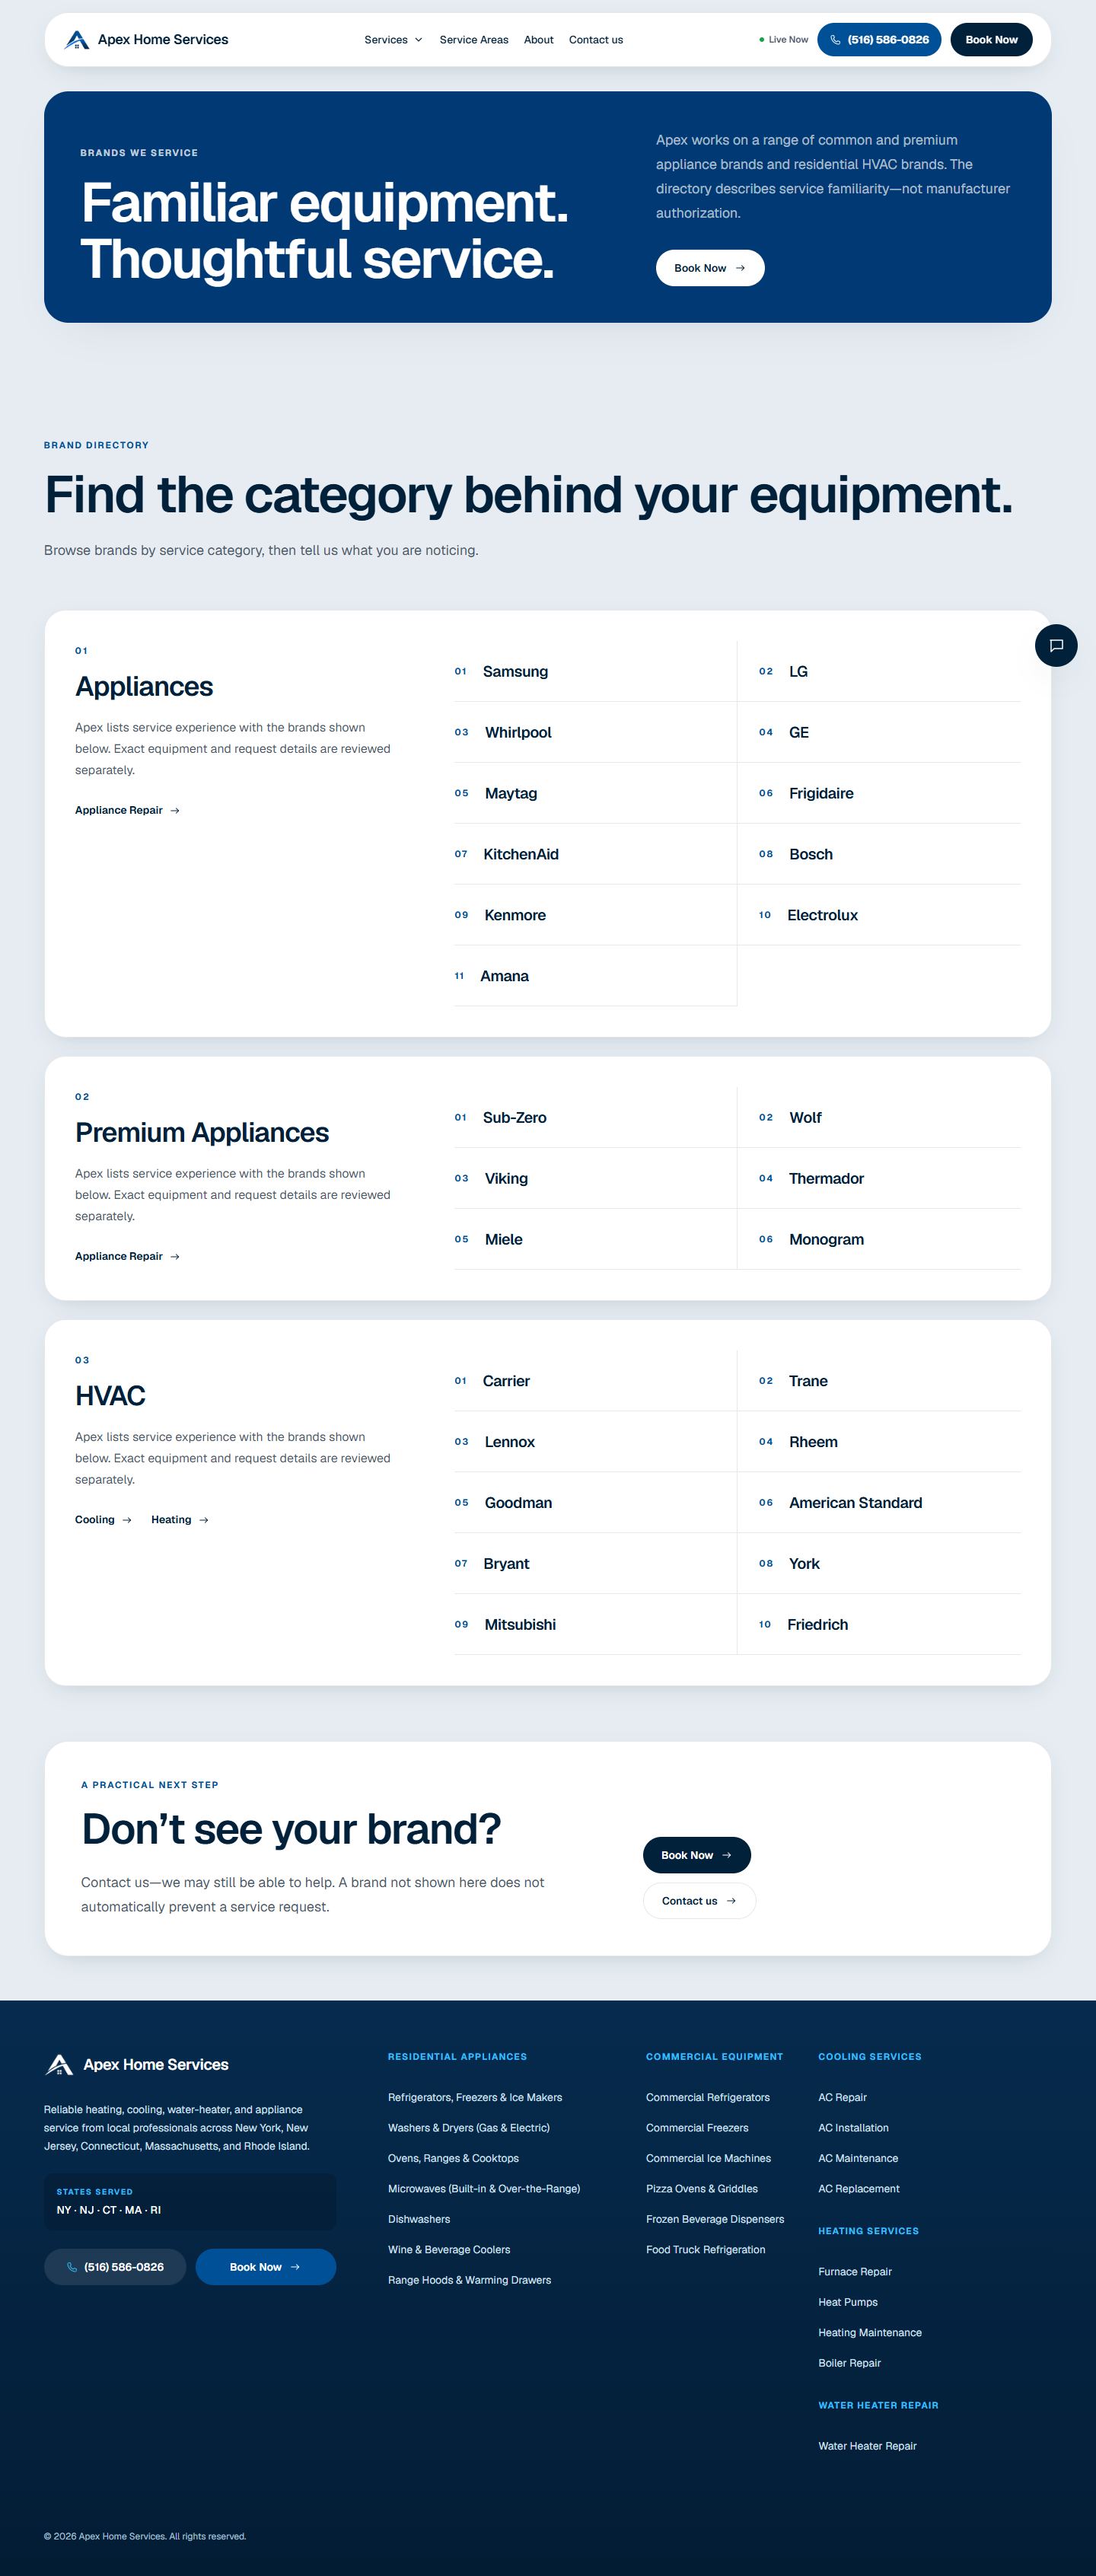 Apex Home Services
Services
Service Areas
About
Contact us
Live Now
(516) 586-0826
Book Now
BRANDS WE SERVICE
Familiar equipment.
Thoughtful service.
Apex works on a range of common and premium
appliance brands and residential HVAC brands. The
directory describes service familiarity—not manufacturer
authorization.
Book Now
BRAND DIRECTORY
Find the category behind your equipment.
Browse brands by service category, then tell us what you are noticing.
01
Appliances
Apex lists service experience with the brands shown
below. Exact equipment and request details are reviewed
separately.
Appliance Repair
01 Samsung
02 LG
03 Whirlpool
04 GE
05 Maytag
06 Frigidaire
07 KitchenAid
08 Bosch
09 Kenmore
10 Electrolux
11 Amana
02
Premium Appliances
Apex lists service experience with the brands shown
below. Exact equipment and request details are reviewed
separately.
Appliance Repair
01 Sub-Zero
02 Wolf
03 Viking
04 Thermador
05 Miele
06 Monogram
03
HVAC
Apex lists service experience with the brands shown
below. Exact equipment and request details are reviewed
separately.
Cooling
Heating
01 Carrier
02 Trane
03 Lennox
04 Rheem
05 Goodman
06 American Standard
07 Bryant
08 York
09 Mitsubishi
10 Friedrich
A PRACTICAL NEXT STEP
Don’t see your brand?
Contact us—we may still be able to help. A brand not shown here does not
automatically prevent a service request.
Book Now
Contact us
Apex Home Services
Reliable heating, cooling, water-heater, and appliance
service from local professionals across New York, New
Jersey, Connecticut, Massachusetts, and Rhode Island.
STATES SERVED
NY · NJ · CT · MA · RI
(516) 586-0826
Book Now
RESIDENTIAL APPLIANCES
Refrigerators, Freezers & Ice Makers
Washers & Dryers (Gas & Electric)
Ovens, Ranges & Cooktops
Microwaves (Built-in & Over-the-Range)
Dishwashers
Wine & Beverage Coolers
Range Hoods & Warming Drawers
COMMERCIAL EQUIPMENT
Commercial Refrigerators
Commercial Freezers
Commercial Ice Machines
Pizza Ovens & Griddles
Frozen Beverage Dispensers
Food Truck Refrigeration
COOLING SERVICES
AC Repair
AC Installation
AC Maintenance
AC Replacement
HEATING SERVICES
Furnace Repair
Heat Pumps
Heating Maintenance
Boiler Repair
WATER HEATER REPAIR
Water Heater Repair
© 2026 Apex Home Services. All rights reserved.